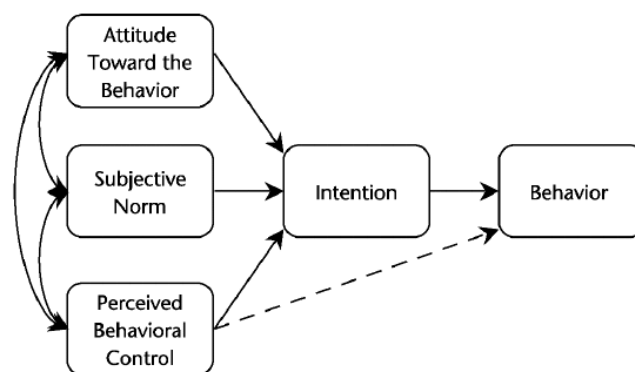 Attitude
Toward the
Behavior
Subjective
Norm
Intention
Behavior
Perceived
Behavioral
Control